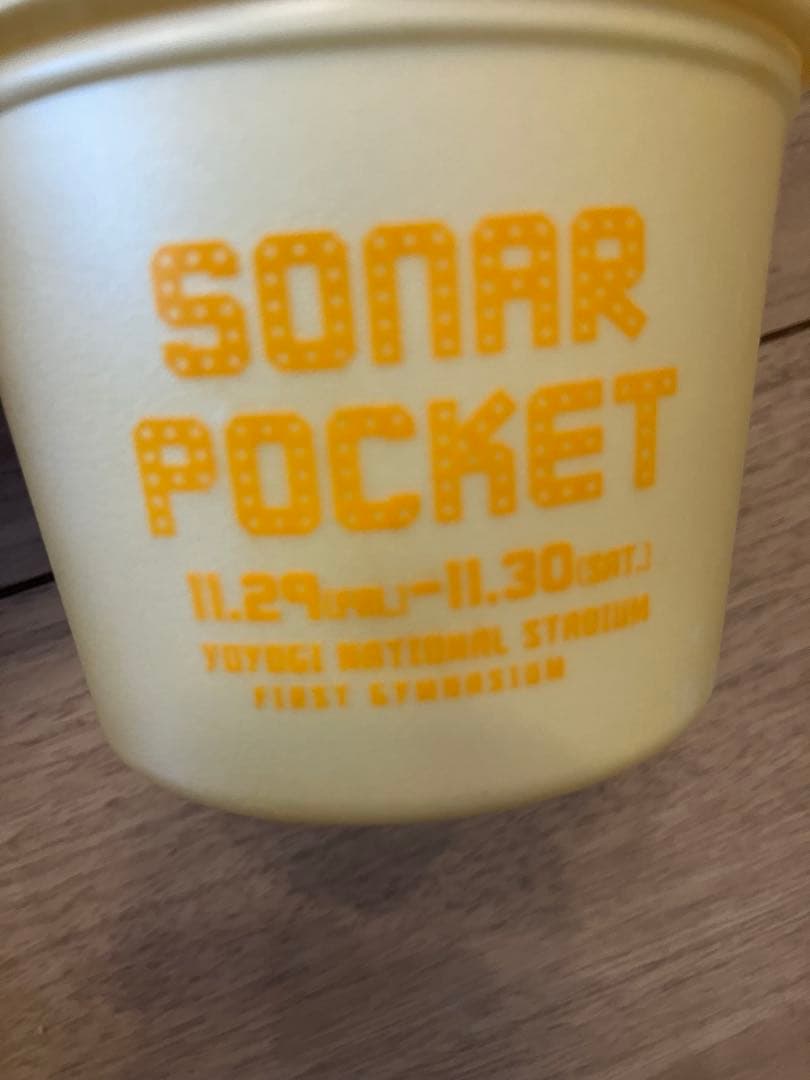 SONAR
POCKET
11.29(FRI.)-11.30(SAT.)
YOYOGI NATIONAL STADIUM
FIRST GYMNASIUM